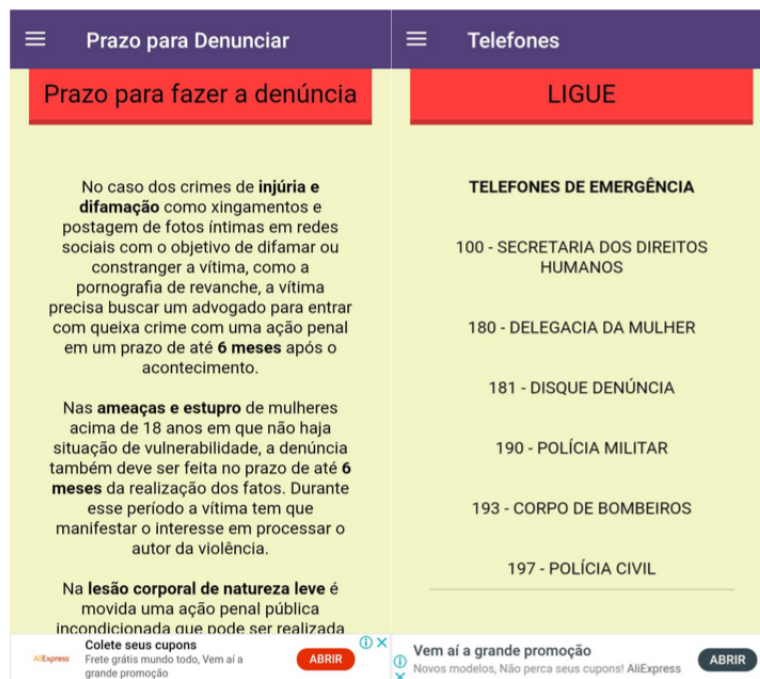 Prazo para Denunciar
Prazo para fazer a denúncia
No caso dos crimes de injúria e
difamação como xingamentos e
postagem de fotos íntimas em redes
sociais com o objetivo de difamar ou
constranger a vítima, como a
pornografia de revanche, a vítima
precisa buscar um advogado para entrar
com queixa crime com uma ação penal
em um prazo de até 6 meses após o
acontecimento.
Nas ameaças e estupro de mulheres
acima de 18 anos em que não haja
situação de vulnerabilidade, a denúncia
também deve ser feita no prazo de até 6
meses da realização dos fatos. Durante
esse período a vítima tem que
manifestar o interesse em processar o
autor da violência.
Na lesão corporal de natureza leve é
movida uma ação penal pública
incondicionada que pode ser realizada
AliExpress
Colete seus cupons
Frete grátis mundo todo, Vem aí a
grande promoção
ABRIR
Telefones
LIGUE
TELEFONES DE EMERGÊNCIA
100 - SECRETARIA DOS DIREITOS
HUMANOS
180 - DELEGACIA DA MULHER
181 - DISQUE DENÚNCIA
190 - POLÍCIA MILITAR
193 - CORPO DE BOMBEIROS
197 - POLÍCIA CIVIL
Vem aí a grande promoção
Novos modelos, Não perca seus cupons! AliExpress
ABRIR